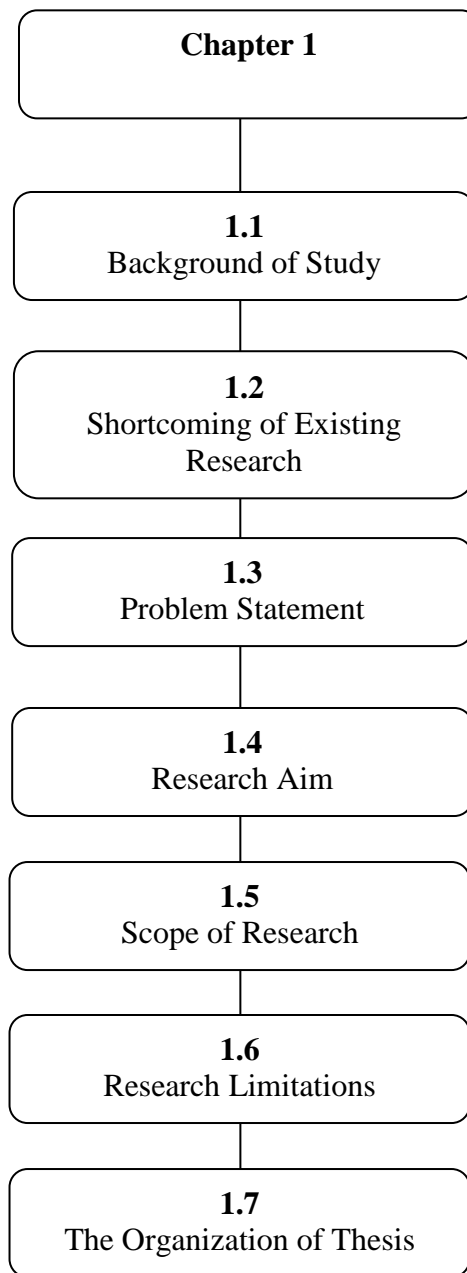 Chapter 1
1.1
Background of Study
1.2
Shortcoming of Existing
Research
1.3
Problem Statement
1.4
Research Aim
1.5
Scope of Research
1.6
Research Limitations
1.7
The Organization of Thesis